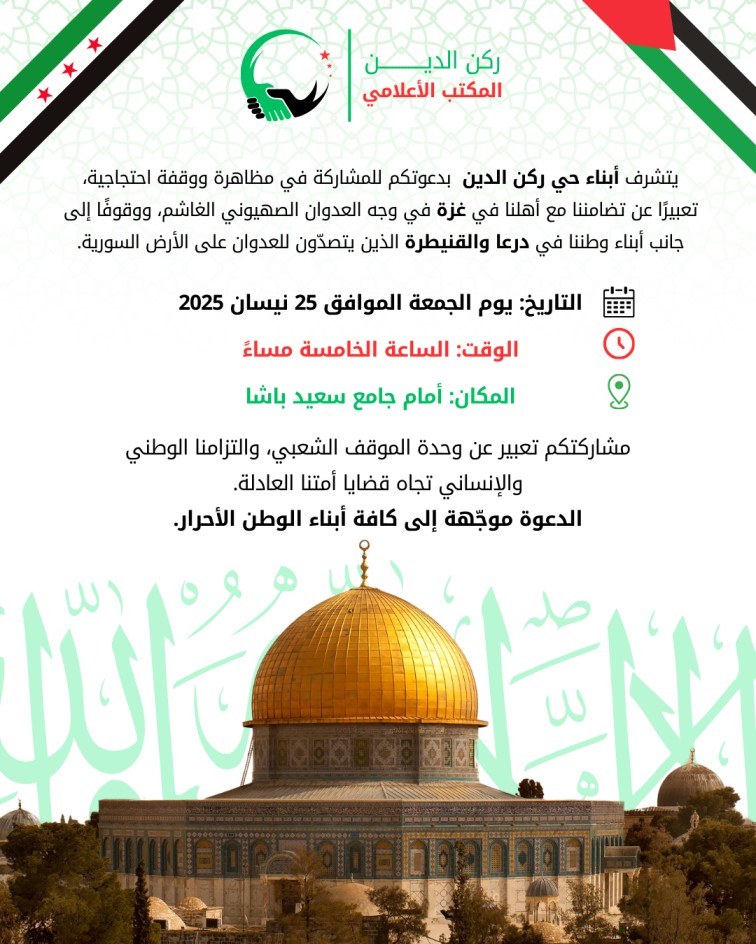 ركن الديــــــن
المكتب الأعلامي
يتشرف أبناء حي ركن الدين بدعوتكم للمشاركة في مظاهرة ووقفة احتجاجية،
تعبيرًا عن تضامننا مع أهلنا في غزة في وجه العدوان الصهيوني الغاشم، ووقوفًا إلى
جانب أبناء وطننا في درعا والقنيطرة الذين يتصدّون للعدوان على الأرض السورية.
التاريخ: يوم الجمعة الموافق 25 نيسان 2025
الوقت: الساعة الخامسة مساءً
المكان: أمام جامع سعيد باشا
مشاركتكم تعبير عن وحدة الموقف الشعبي، والتزامنا الوطني
والإنساني تجاه قضايا أمتنا العادلة.
الدعوة موجّهة إلى كافة أبناء الوطن الأحرار.